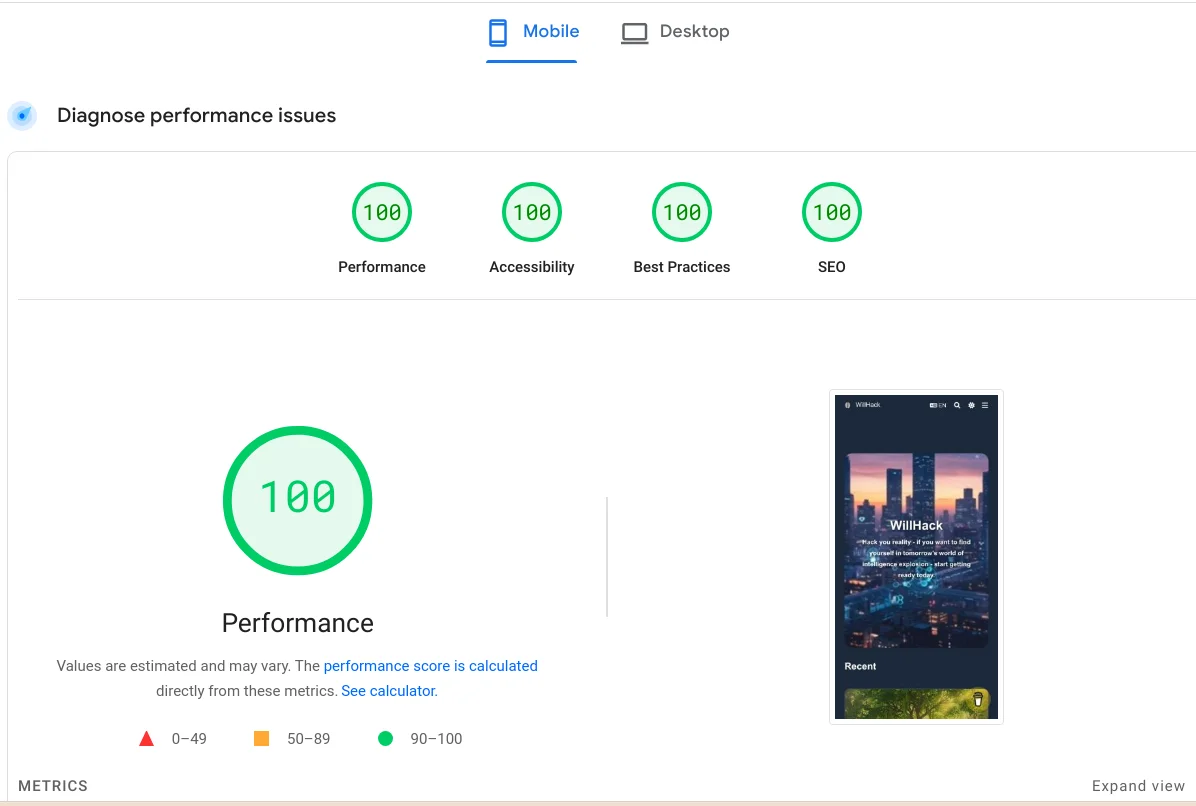 Mobile
Desktop
Diagnose performance issues
100
100
100
100
Performance
Accessibility
Best Practices
SEO
100
Performance
Values are estimated and may vary. The performance score is calculated
directly from these metrics. See calculator.
0–49
50–89
90–100
WillHack
EN
WillHack
Hack you reality - if you want to find
yourself in tomorrow's world of
intelligence explosion - start getting
ready today.
Recent
METRICS
Expand view